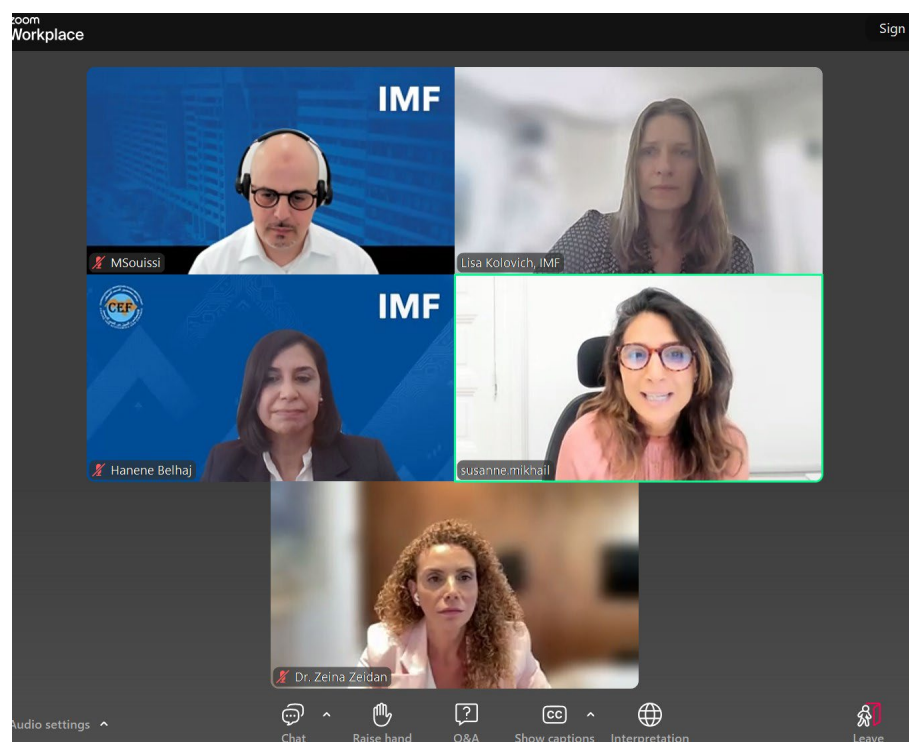 zoom
Workplace
Sign
IMF
MSouissi
Lisa Kolovich, IMF
CEF
IMF
Hanene Belhaj
susanne.mikhail
Dr. Zeina Zeidan
Audio settings
Chat
Raise hand
Q&A
CC
Show captions
Interpretation
Leave